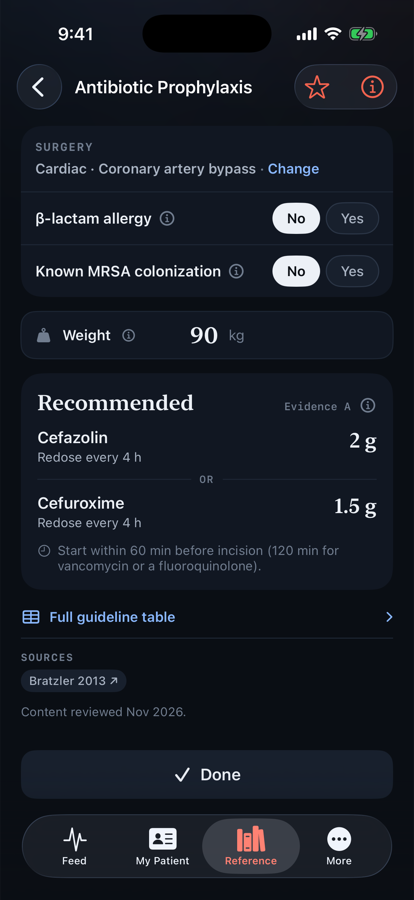 9:41
Antibiotic Prophylaxis
SURGERY
Cardiac · Coronary artery bypass · Change
β-lactam allergy No Yes
Known MRSA colonization No Yes
Weight 90 kg
Recommended Evidence A
Cefazolin 2 g
Redose every 4 h
OR
Cefuroxime 1.5 g
Redose every 4 h
Start within 60 min before incision (120 min for
vancomycin or a fluoroquinolone).
Full guideline table
SOURCES
Bratzler 2013 ↗
Content reviewed Nov 2026.
Done
Feed My Patient Reference More